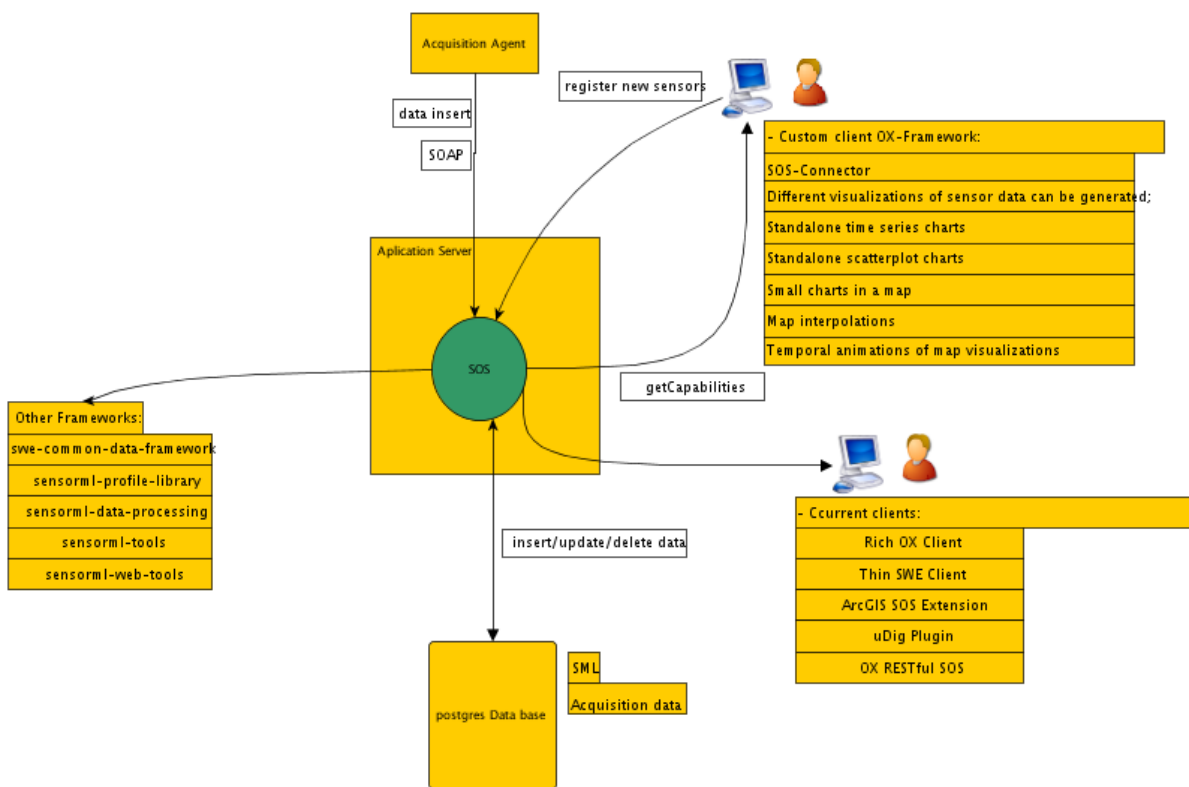 Acquisition Agent
data insert
SOAP
register new sensors
- Custom client OX-Framework:
SOS-Connector
Different visualizations of sensor data can be generated;
Standalone time series charts
Standalone scatterplot charts
Small charts in a map
Map interpolations
Temporal animations of map visualizations
Aplication Server
SOS
getCapabilities
Other Frameworks:
swe-common-data-framework
sensorml-profile-library
sensorml-data-processing
sensorml-tools
sensorml-web-tools
- Ccurrent clients:
Rich OX Client
Thin SWE Client
ArcGIS SOS Extension
uDig Plugin
OX RESTful SOS
insert/update/delete data
postgres Data base
SML
Acquisition data